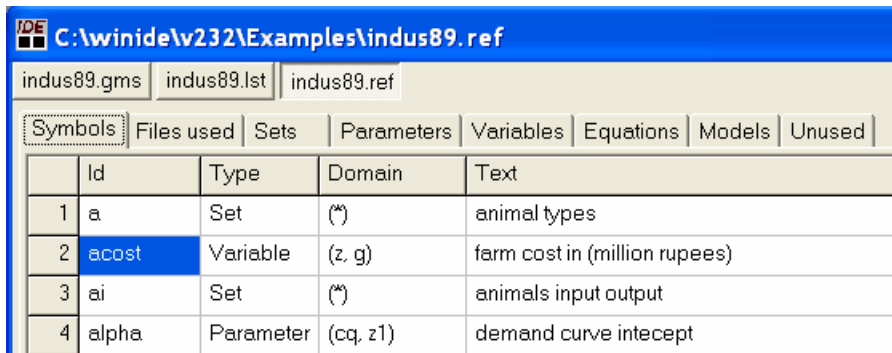 IDE C:\winide\v232\Examples\indus89.ref
indus89.gms indus89.lst indus89.ref
Symbols Files used Sets Parameters Variables Equations Models Unused
Id Type Domain Text
1 a Set (*) animal types
2 acost Variable (z, g) farm cost in (million rupees)
3 ai Set (*) animals input output
4 alpha Parameter (cq, z1) demand curve intecept